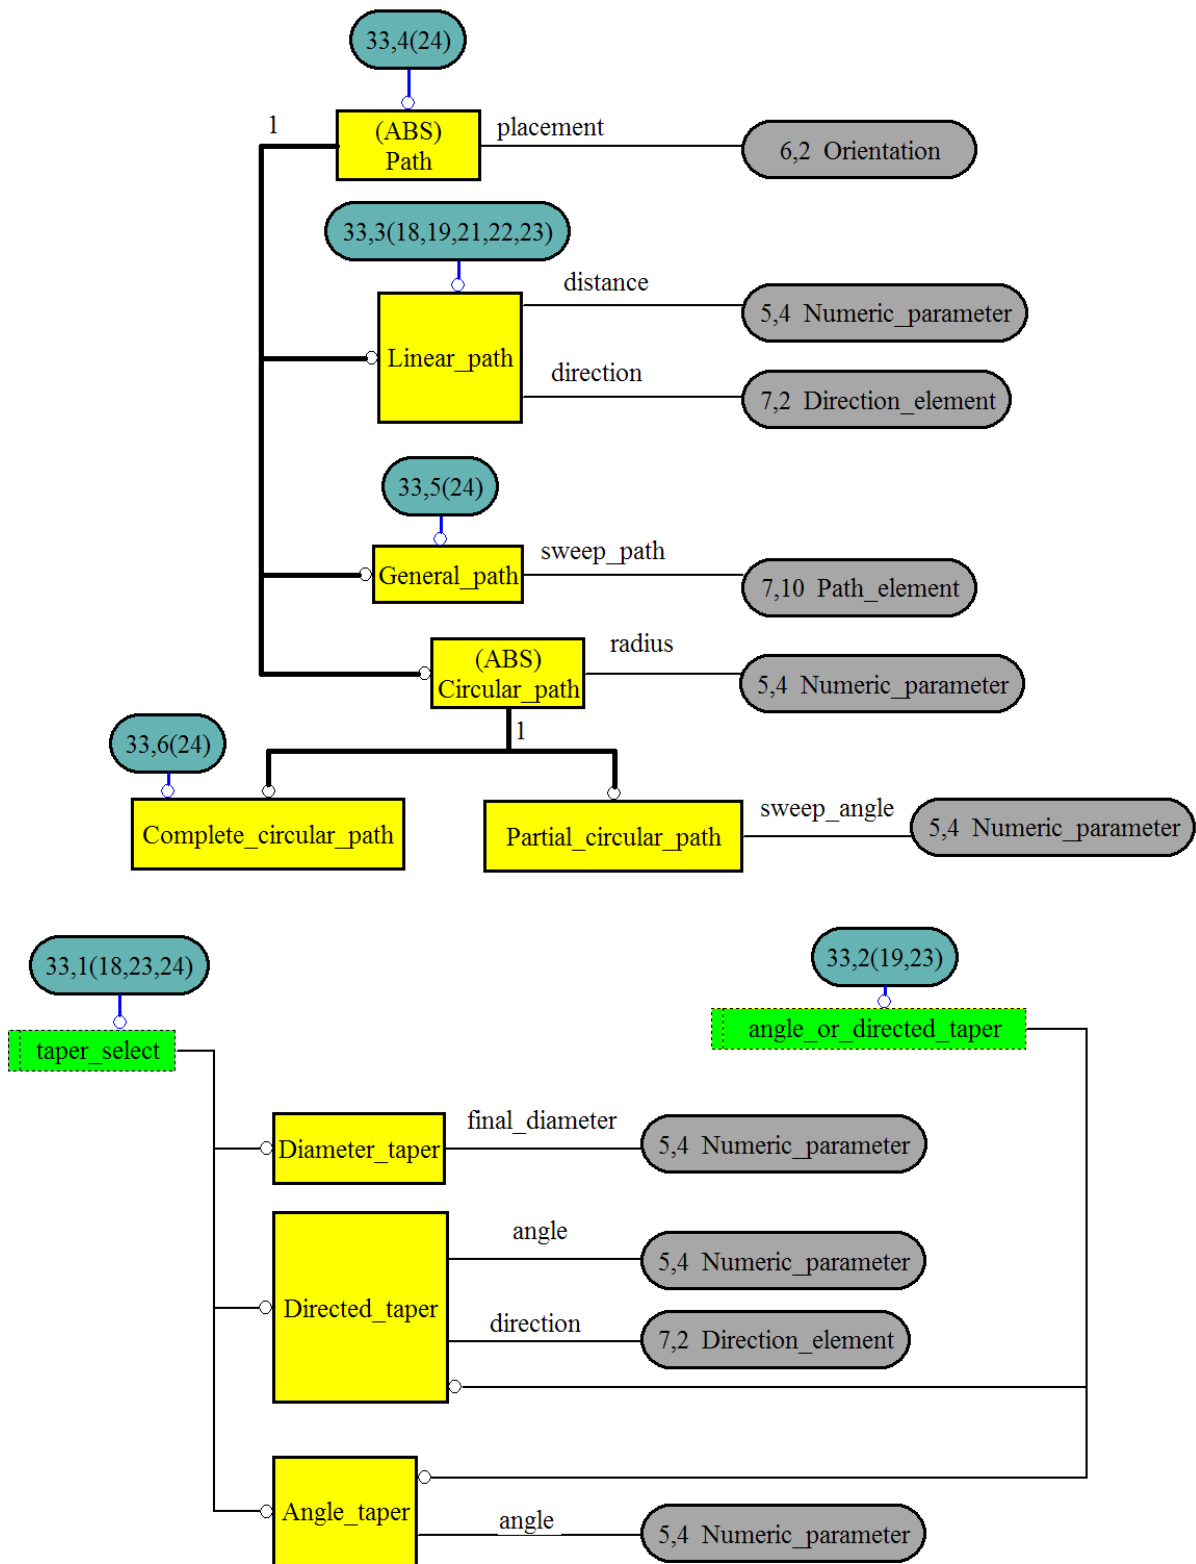 33,4(24)
1
(ABS)
Path
placement
6,2 Orientation
33,3(18,19,21,22,23)
distance
5,4 Numeric_parameter
Linear_path
direction
7,2 Direction_element
33,5(24)
sweep_path
General_path
7,10 Path_element
radius
(ABS)
Circular_path
5,4 Numeric_parameter
1
33,6(24)
Complete_circular_path
Partial_circular_path
sweep_angle
5,4 Numeric_parameter
33,1(18,23,24)
33,2(19,23)
taper_select
angle_or_directed_taper
final_diameter
Diameter_taper
5,4 Numeric_parameter
angle
5,4 Numeric_parameter
Directed_taper
direction
7,2 Direction_element
Angle_taper
angle
5,4 Numeric_parameter